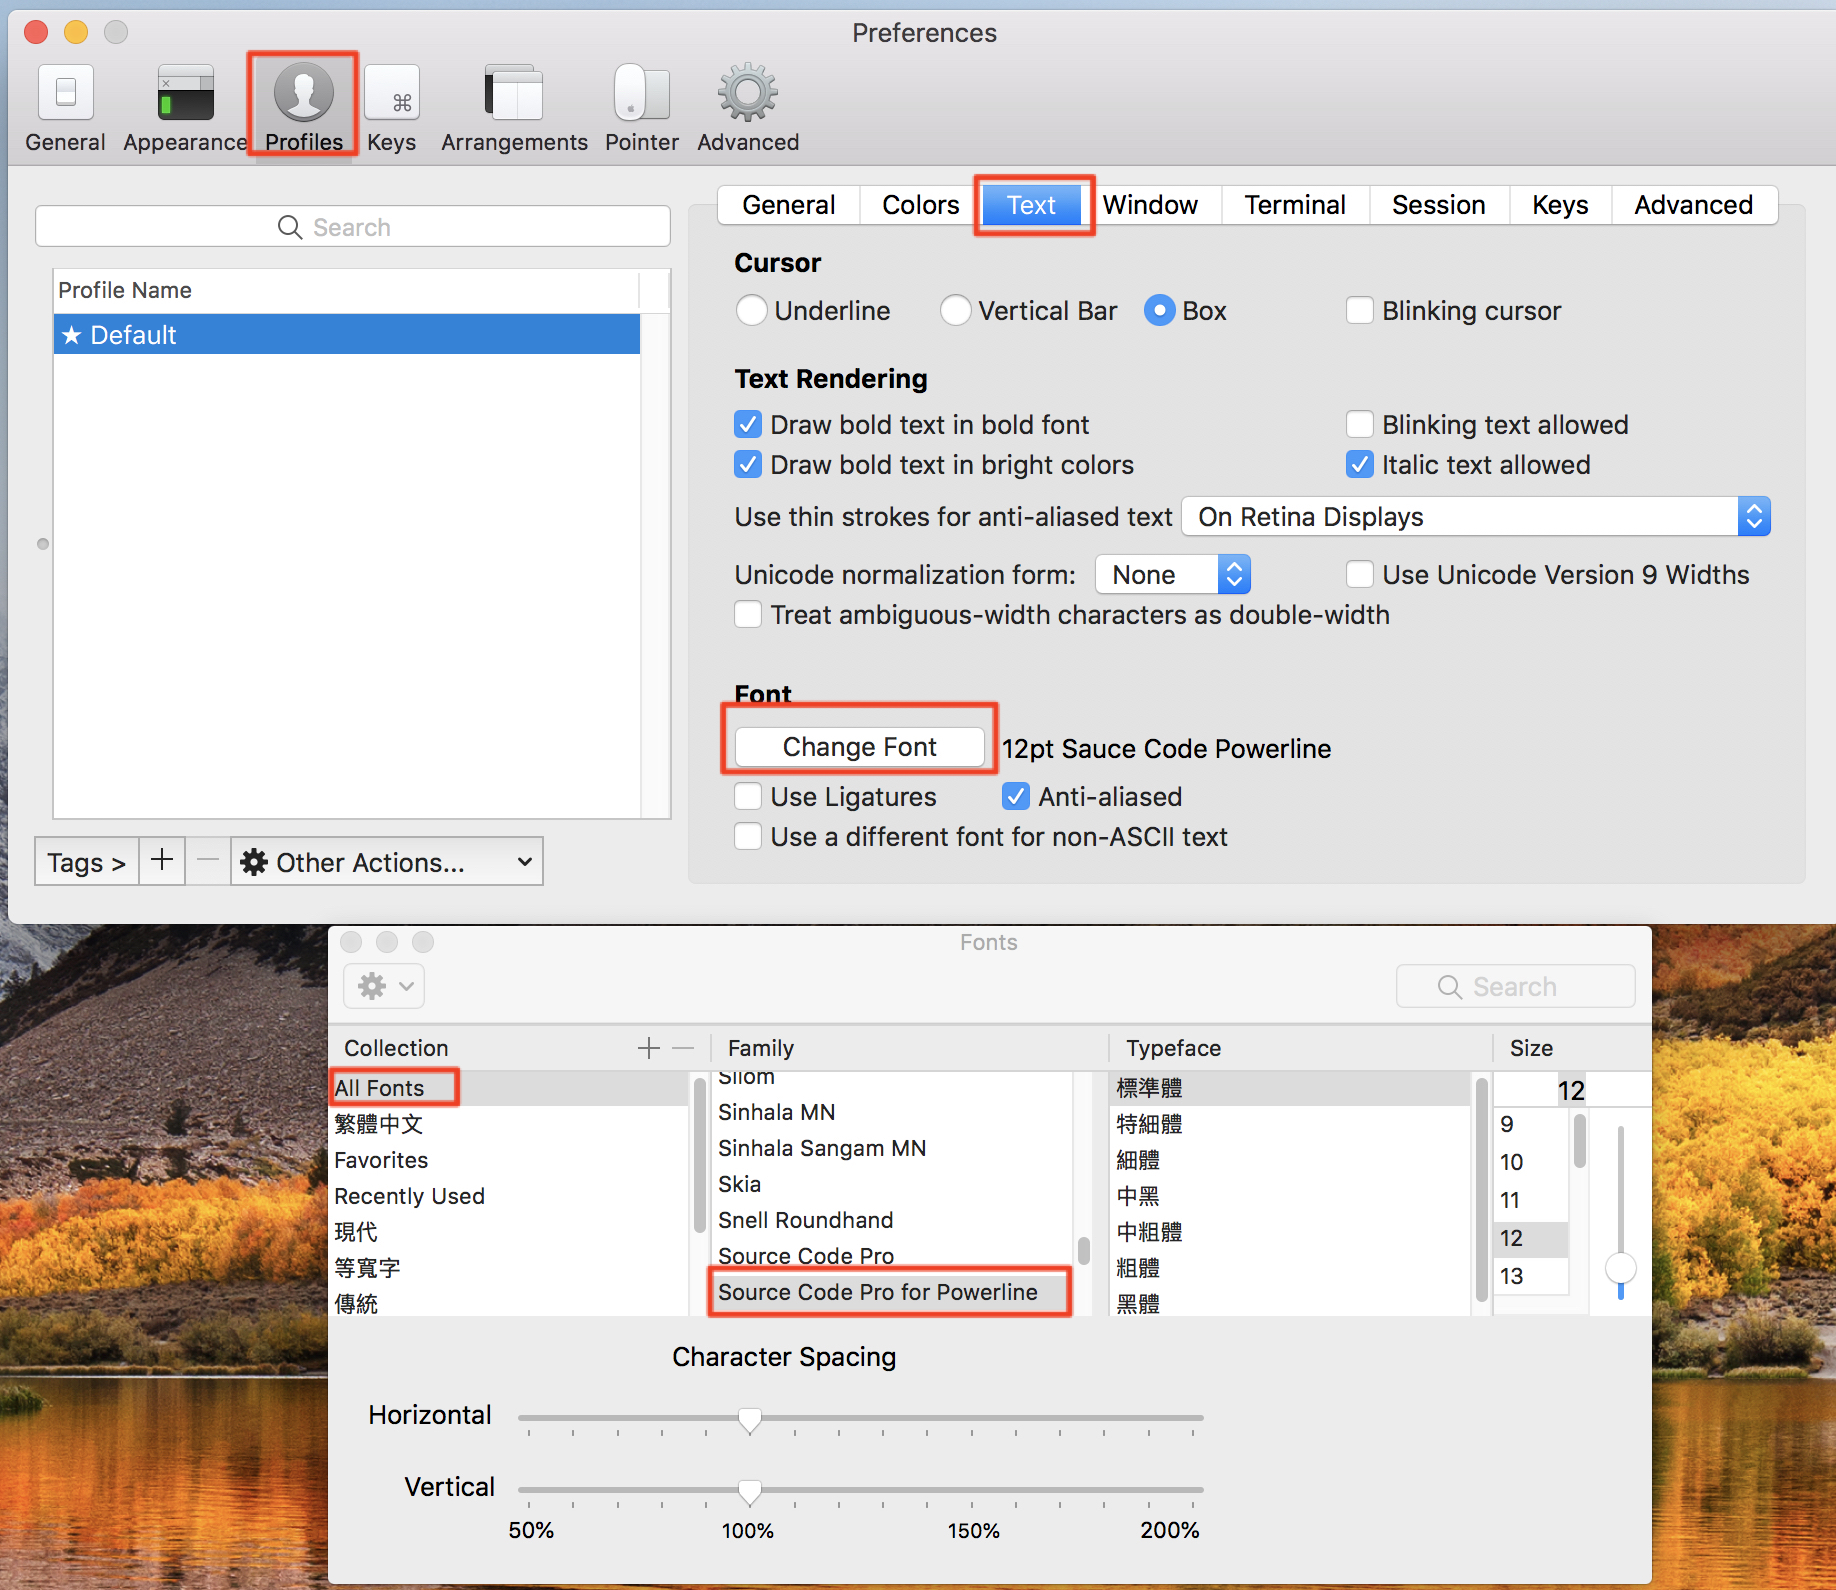 Preferences
General Appearance Profiles Keys Arrangements Pointer Advanced
Search
Profile Name
★ Default
Tags >
Other Actions...
General Colors Text Window Terminal Session Keys Advanced
Cursor
Underline Vertical Bar Box Blinking cursor
Text Rendering
Draw bold text in bold font Blinking text allowed
Draw bold text in bright colors Italic text allowed
Use thin strokes for anti-aliased text On Retina Displays
Unicode normalization form: None Use Unicode Version 9 Widths
Treat ambiguous-width characters as double-width
Font
Change Font 12pt Sauce Code Powerline
Use Ligatures Anti-aliased
Use a different font for non-ASCII text
Fonts
Search
Collection
All Fonts
繁體中文
Favorites
Recently Used
現代
等寬字
傳統
Family
Silom
Sinhala MN
Sinhala Sangam MN
Skia
Snell Roundhand
Source Code Pro
Source Code Pro for Powerline
Typeface
標準體
特細體
細體
中黑
中粗體
粗體
黑體
Size
12
9
10
11
12
13
Character Spacing
Horizontal
Vertical
50% 100% 150% 200%